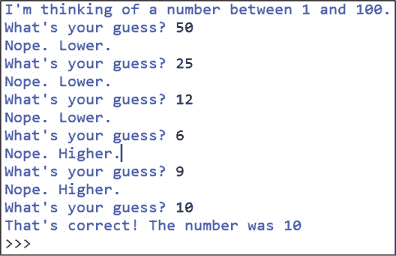 I'm thinking of a number between 1 and 100.
What's your guess? 50
Nope. Lower.
What's your guess? 25
Nope. Lower.
What's your guess? 12
Nope. Lower.
What's your guess? 6
Nope. Higher.
What's your guess? 9
Nope. Higher.
What's your guess? 10
That's correct! The number was 10
>>>